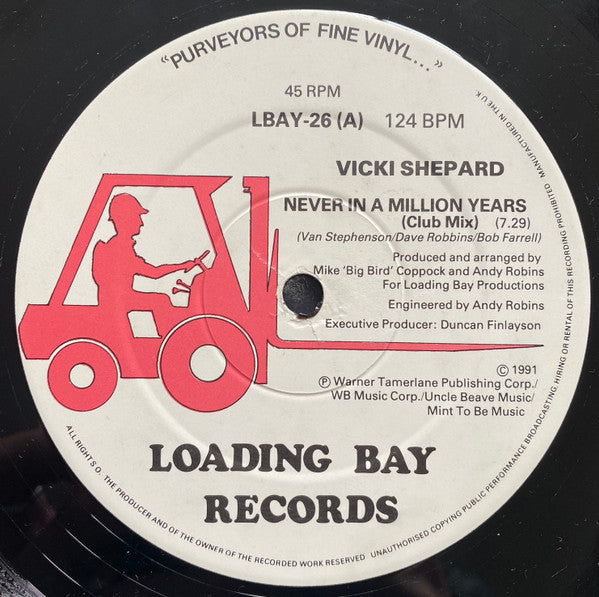 "PURVEYORS OF FINE VINYL..."
45 RPM
LBAY-26 (A) 124 BPM
VICKI SHEPARD
NEVER IN A MILLION YEARS
(Club Mix) (7.29)
(Van Stephenson/Dave Robbins/Bob Farrell)
Produced and arranged by
Mike 'Big Bird' Coppock and Andy Robins
For Loading Bay Productions
Engineered by Andy Robins
Executive Producer: Duncan Finlayson
© 1991
℗ Warner Tamerlane Publishing Corp./
WB Music Corp./Uncle Beave Music/
Mint To Be Music
LOADING BAY
RECORDS
ALL RIGHTS O. THE PRODUCER AND OF THE OWNER OF THE RECORDED WORK RESERVED UNAUTHORISED COPYING PUBLIC PERFORMANCE BROADCASTING, HIRING OR RENTAL OF THIS RECORDING PROHIBITED. MANUFACTURED IN THE U.K.